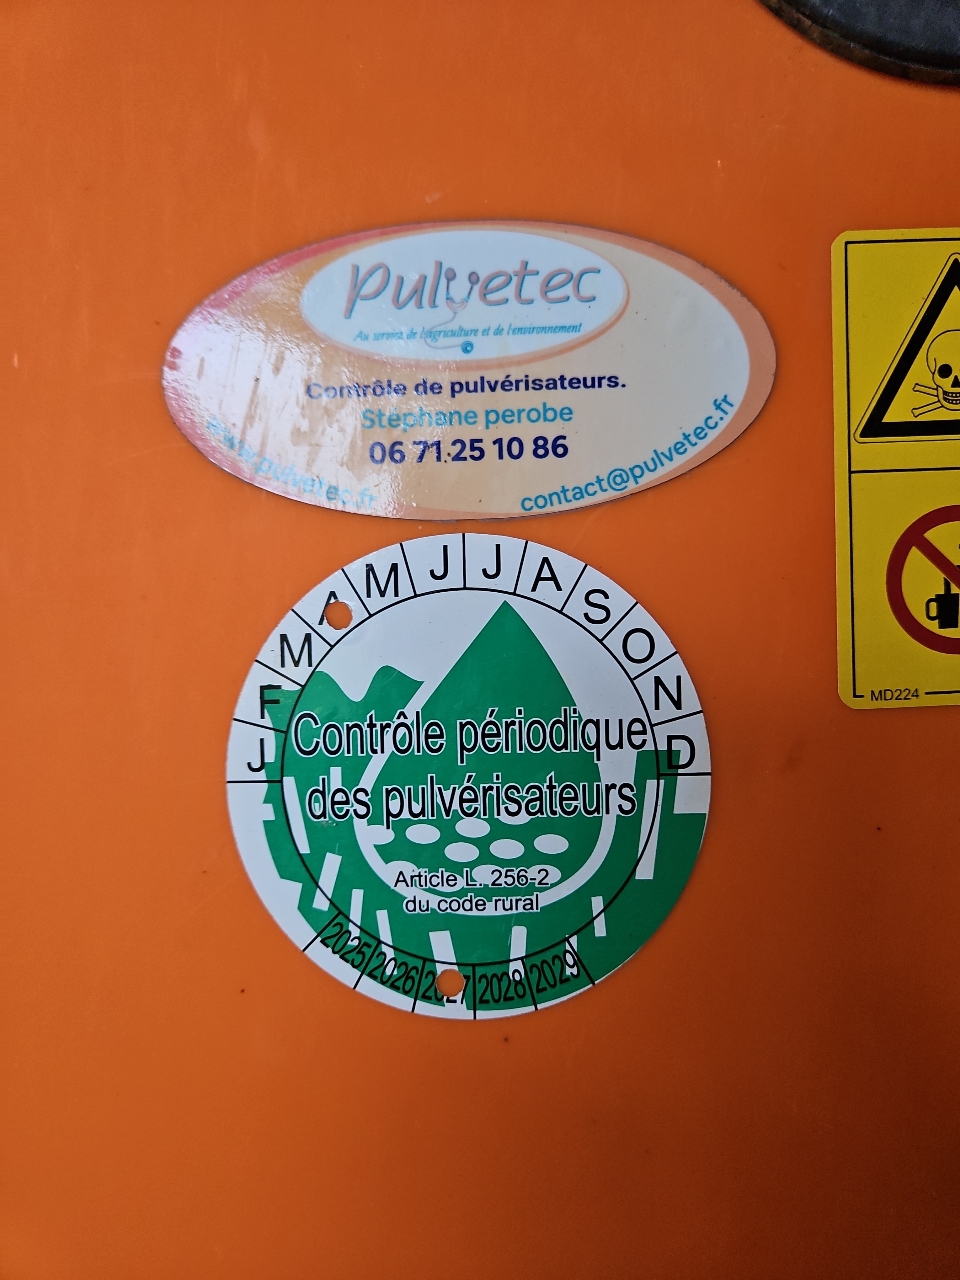 Pulvetec
Au service de l'agriculture et de l'environnement
Contrôle de pulvérisateurs.
Stéphane perobe
06 71 25 10 86
www.pulvetec.fr
contact@pulvetec.fr
J F M A M J J A S O N D
Contrôle périodique
des pulvérisateurs
Article L. 256-2
du code rural
2025 2026 2027 2028 2029
MD224